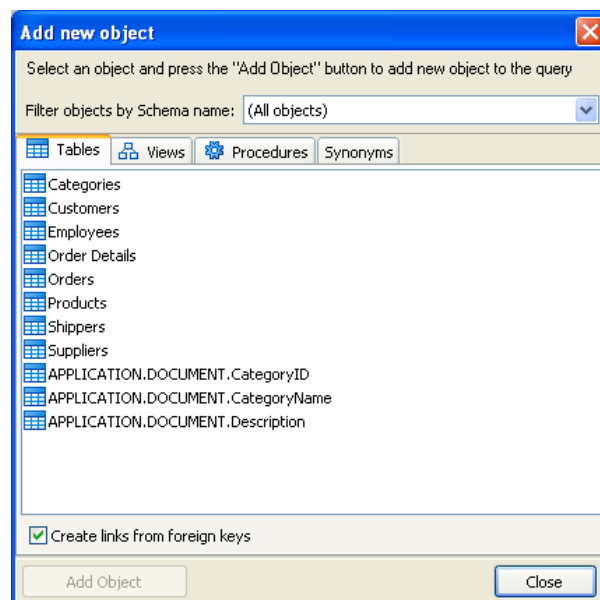 Add new object
Select an object and press the "Add Object" button to add new object to the query
Filter objects by Schema name: (All objects)
Tables Views Procedures Synonyms
Categories
Customers
Employees
Order Details
Orders
Products
Shippers
Suppliers
APPLICATION.DOCUMENT.CategoryID
APPLICATION.DOCUMENT.CategoryName
APPLICATION.DOCUMENT.Description
Create links from foreign keys
Add Object Close